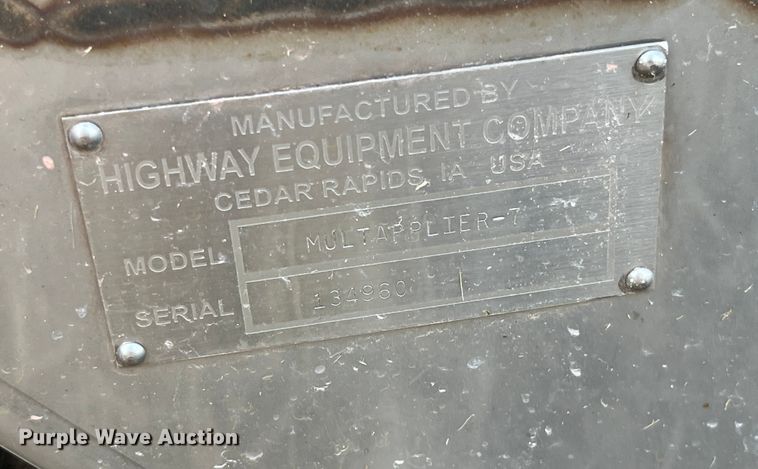 MANUFACTURED BY
HIGHWAY EQUIPMENT COMPANY
CEDAR RAPIDS, IA USA
MODEL MULTAPPLIER-7
SERIAL 134960
Purple Wave Auction